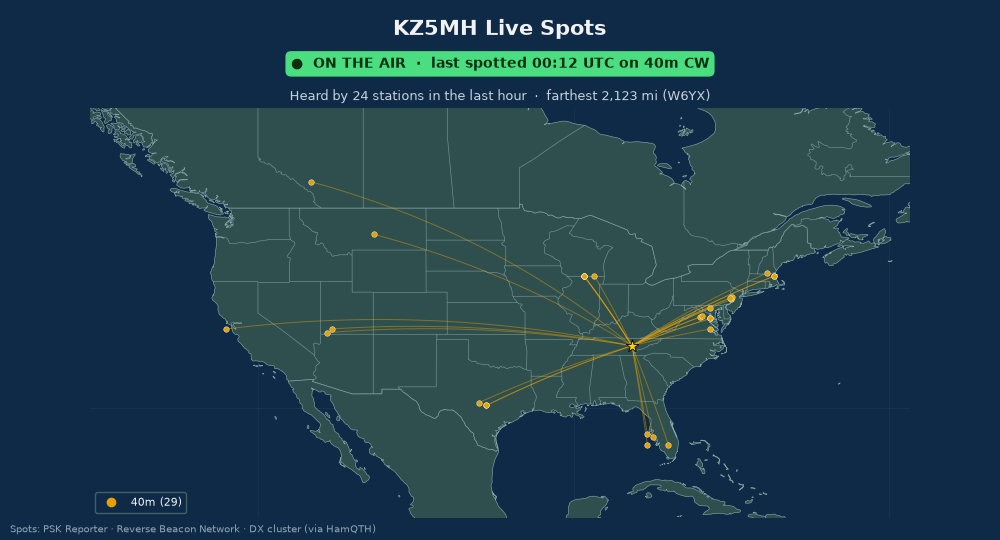 KZ5MH Live Spots
● ON THE AIR · last spotted 00:12 UTC on 40m CW
Heard by 24 stations in the last hour · farthest 2,123 mi (W6YX)
40m (29)
Spots: PSK Reporter · Reverse Beacon Network · DX cluster (via HamQTH)